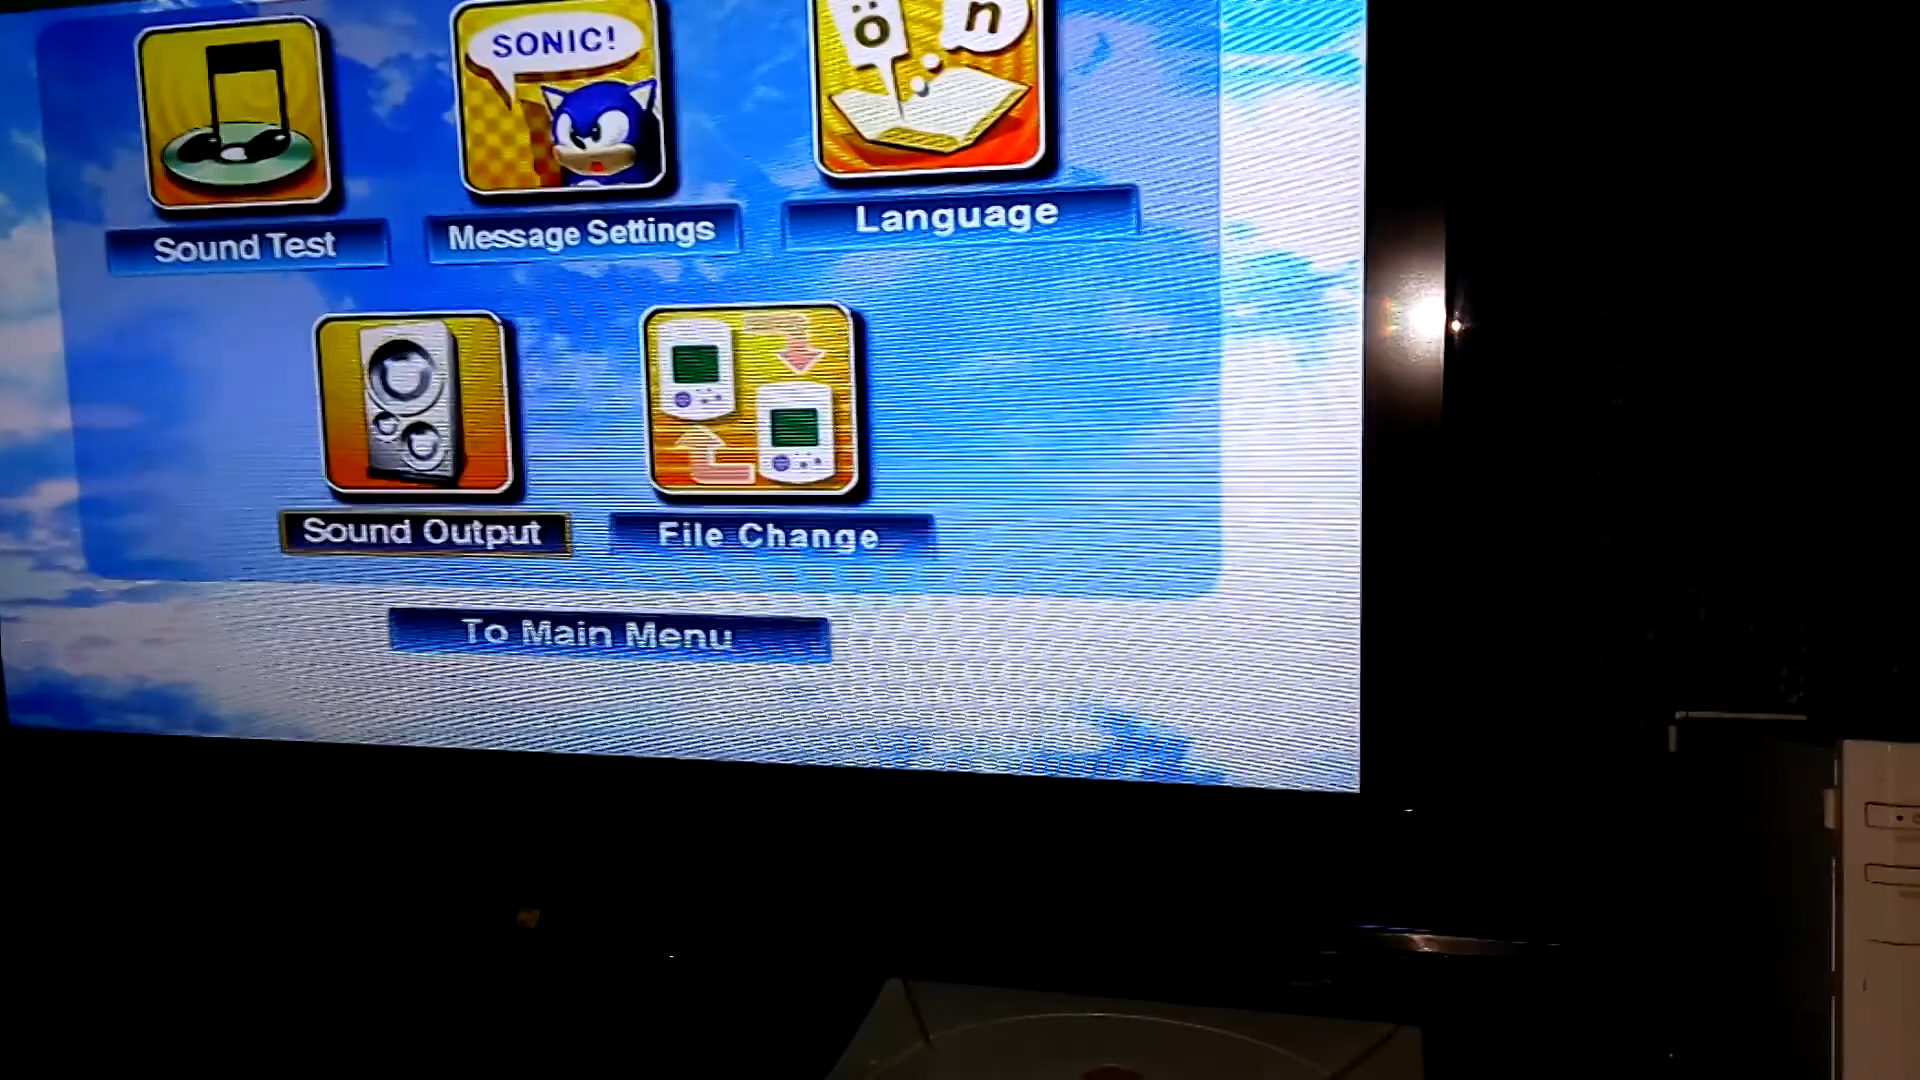 SONIC!
ö
n
Sound Test
Message Settings
Language
Sound Output
File Change
To Main Menu